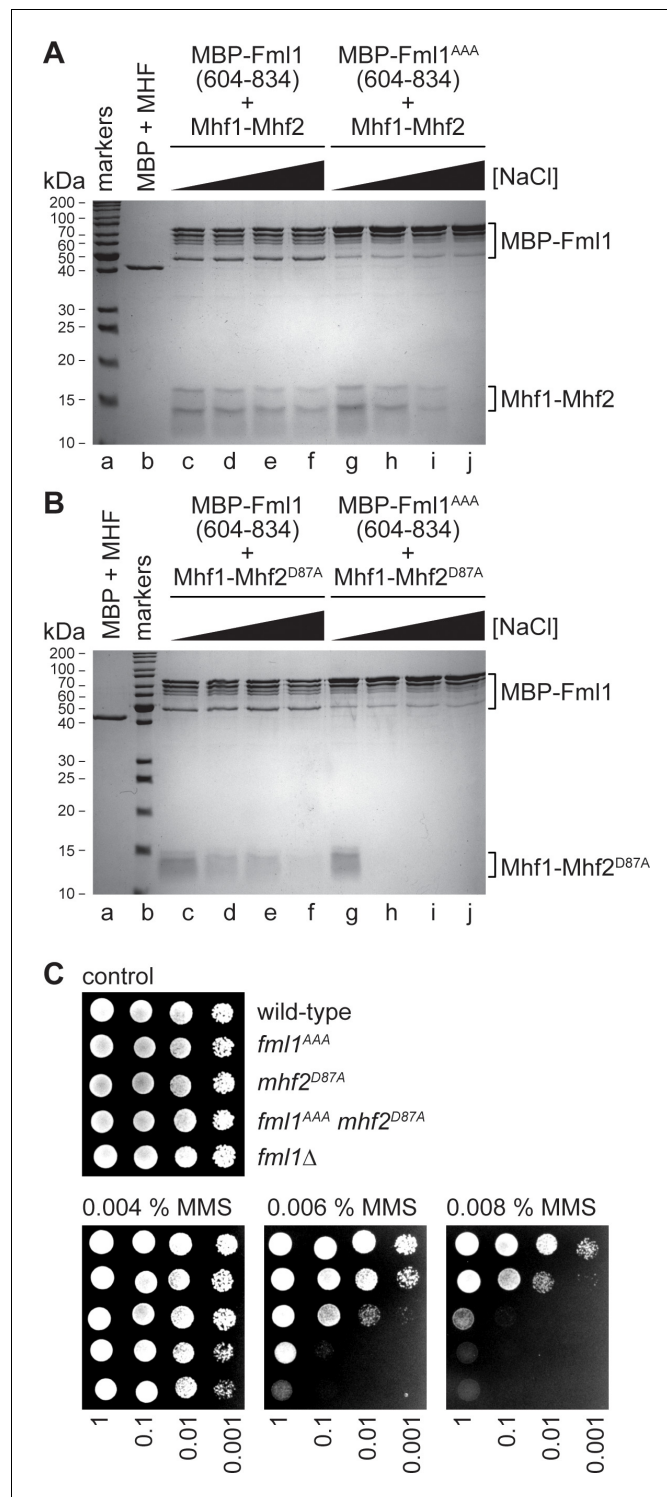 A
markers
MBP + MHF
MBP-Fml1
(604-834)
+
Mhf1-Mhf2
MBP-Fml1AAA
(604-834)
+
Mhf1-Mhf2
kDa
[NaCl]
200
100
70
60
50
40
30
25
20
15
10
MBP-Fml1
Mhf1-Mhf2
a b c d e f g h i j
B
MBP + MHF
markers
MBP-Fml1
(604-834)
+
Mhf1-Mhf2D87A
MBP-Fml1AAA
(604-834)
+
Mhf1-Mhf2D87A
kDa
[NaCl]
200
100
70
60
50
40
30
25
20
15
10
MBP-Fml1
Mhf1-Mhf2D87A
a b c d e f g h i j
C
control
wild-type
fml1AAA
mhf2D87A
fml1AAA mhf2D87A
fml1Δ
0.004 % MMS 0.006 % MMS 0.008 % MMS
1 0.1 0.01 0.001 1 0.1 0.01 0.001 1 0.1 0.01 0.001